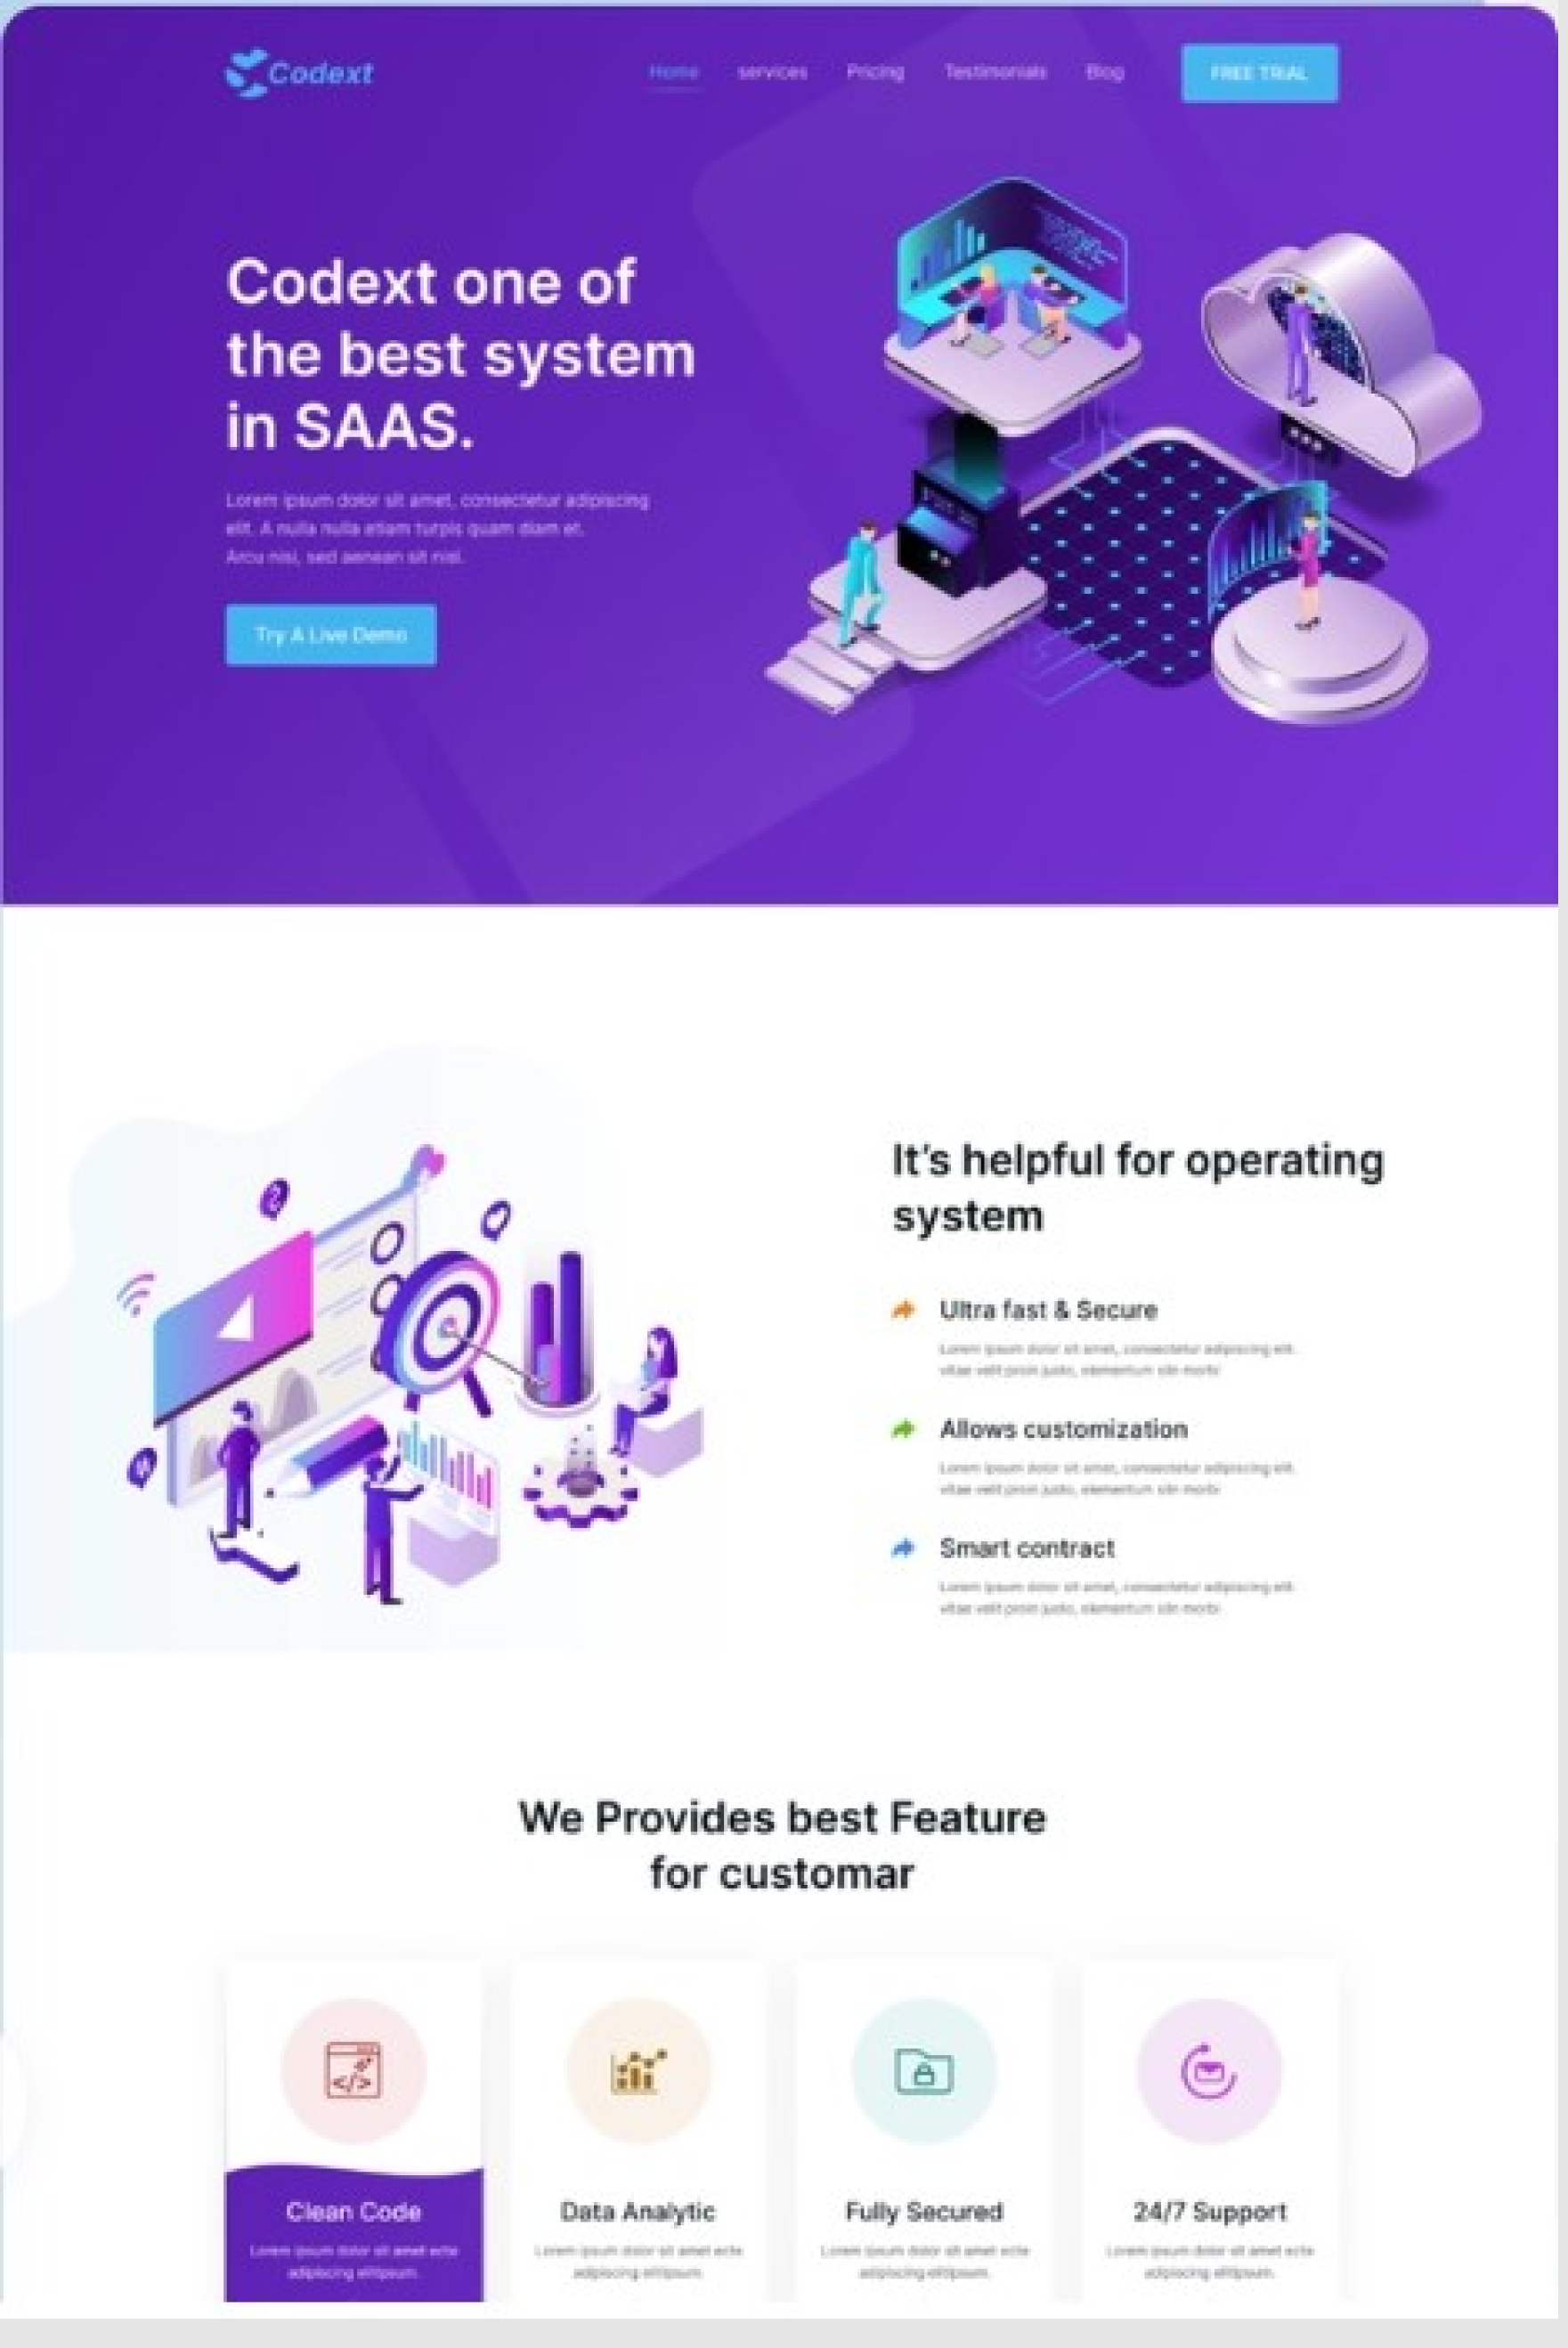 Codext
Home services Pricing Testimonials Blog FREE TRIAL
Codext one of
the best system
in SAAS.
Lorem ipsum dolor sit amet, consectetur adipiscing
elit. A nulla nulla etiam turpis quam diam et.
Arcu nisi, sed aenean sit nisl.
Try A Live Demo
It's helpful for operating
system
Ultra fast & Secure
Lorem ipsum dolor sit amet, consectetur adipiscing elit.
vitae velit proin justo, elementum morbi
Allows customization
Lorem ipsum dolor sit amet, consectetur adipiscing elit.
vitae velit proin justo, elementum morbi
Smart contract
Lorem ipsum dolor sit amet, consectetur adipiscing elit.
vitae velit proin justo, elementum morbi
We Provides best Feature
for customar
Clean Code
Lorem ipsum dolor sit amet ecte
adipiscing elitipsum.
Data Analytic
Lorem ipsum dolor sit amet ecte
adipiscing elitipsum.
Fully Secured
Lorem ipsum dolor sit amet ecte
adipiscing elitipsum.
24/7 Support
Lorem ipsum dolor sit amet ecte
adipiscing elitipsum.